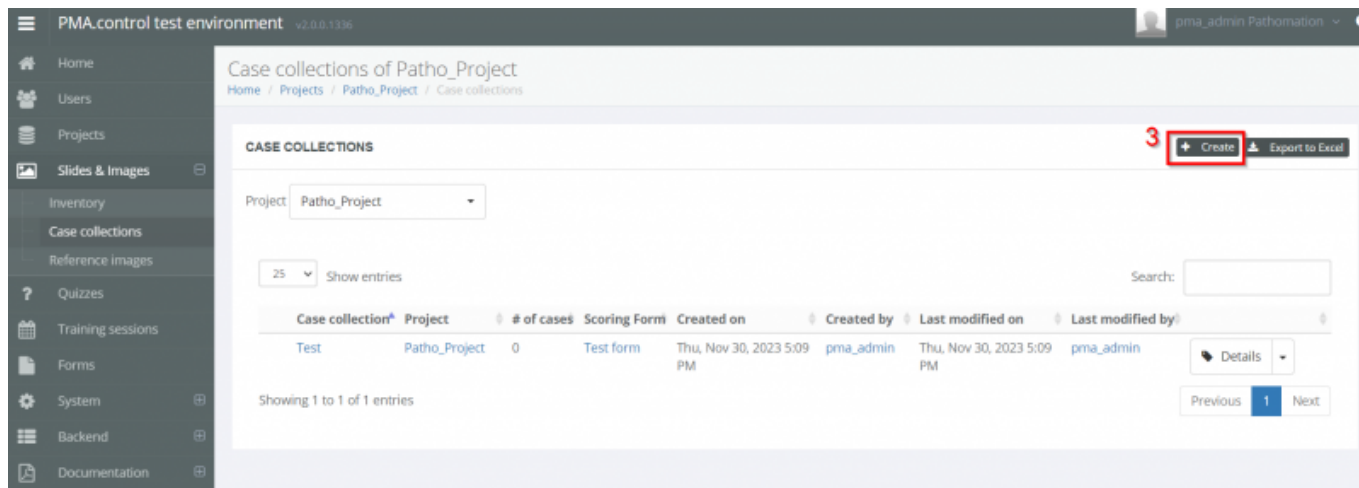 PMA.control test environment v2.0.0.1336
pma_admin Pathomation
Home
Users
Projects
Slides & Images
Inventory
Case collections
Reference images
? Quizzes
Training sessions
Forms
System
Backend
Documentation
Case collections of Patho_Project
Home / Projects / Patho_Project / Case collections
CASE COLLECTIONS
3
+ Create
Export to Excel
Project Patho_Project
25 Show entries
Search:
Case collection Project # of cases Scoring Form Created on Created by Last modified on Last modified by
Test Patho_Project 0 Test form Thu, Nov 30, 2023 5:09 pma_admin Thu, Nov 30, 2023 5:09 pma_admin Details
PM PM
Showing 1 to 1 of 1 entries
Previous 1 Next